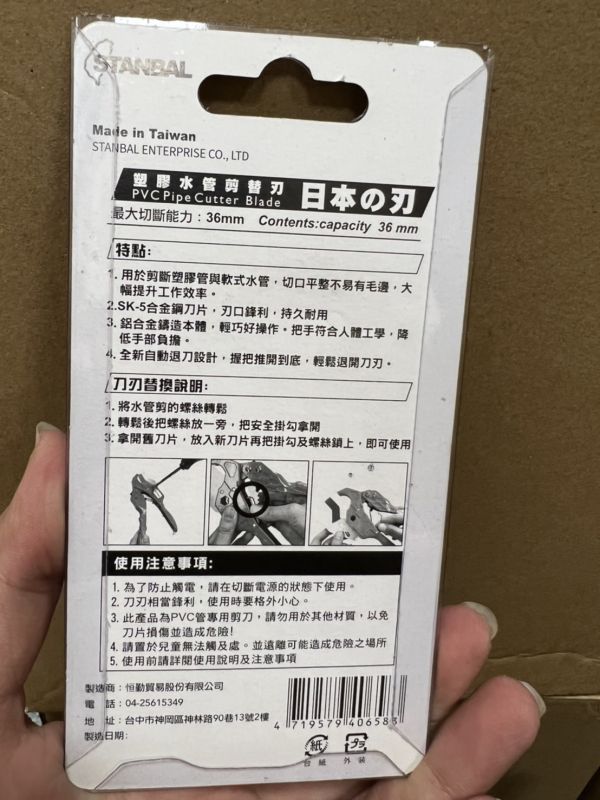 STANBAL
Made in Taiwan
STANBAL ENTERPRISE CO., LTD
塑膠水管剪替刃
PVC Pipe Cutter Blade
日本の刃
最大切斷能力：36mm Contents:capacity 36 mm
特點:
1. 用於剪斷塑膠管與軟式水管，切口平整不易有毛邊，大
幅提升工作效率。
2.SK-5合金鋼刀片，刃口鋒利，持久耐用
3. 鋁合金鑄造本體，輕巧好操作。把手符合人體工學，降
低手部負擔。
4. 全新自動退刀設計，握把推開到底，輕鬆退開刀刃。
刀刃替換說明:
1. 將水管剪的螺絲轉鬆
2. 轉鬆後把螺絲放一旁，把安全掛勾拿開
3. 拿開舊刀片，放入新刀片再把掛勾及螺絲鎖上，即可使用
使用注意事項:
1. 為了防止觸電，請在切斷電源的狀態下使用。
2. 刀刃相當鋒利，使用時要格外小心。
3. 此產品為PVC管專用剪刀，請勿用於其他材質，以免
刀片損傷並造成危險!
4. 請置於兒童無法觸及處。並遠離可能造成危險之場所
5. 使用前請詳閱使用說明及注意事項
製造商：恒勤貿易股份有限公司
電　話：04-25615349
地　址：台中市神岡區神林路90巷13號2樓
製造日期:
4 719579 406583
紙
台紙
プラ
外装